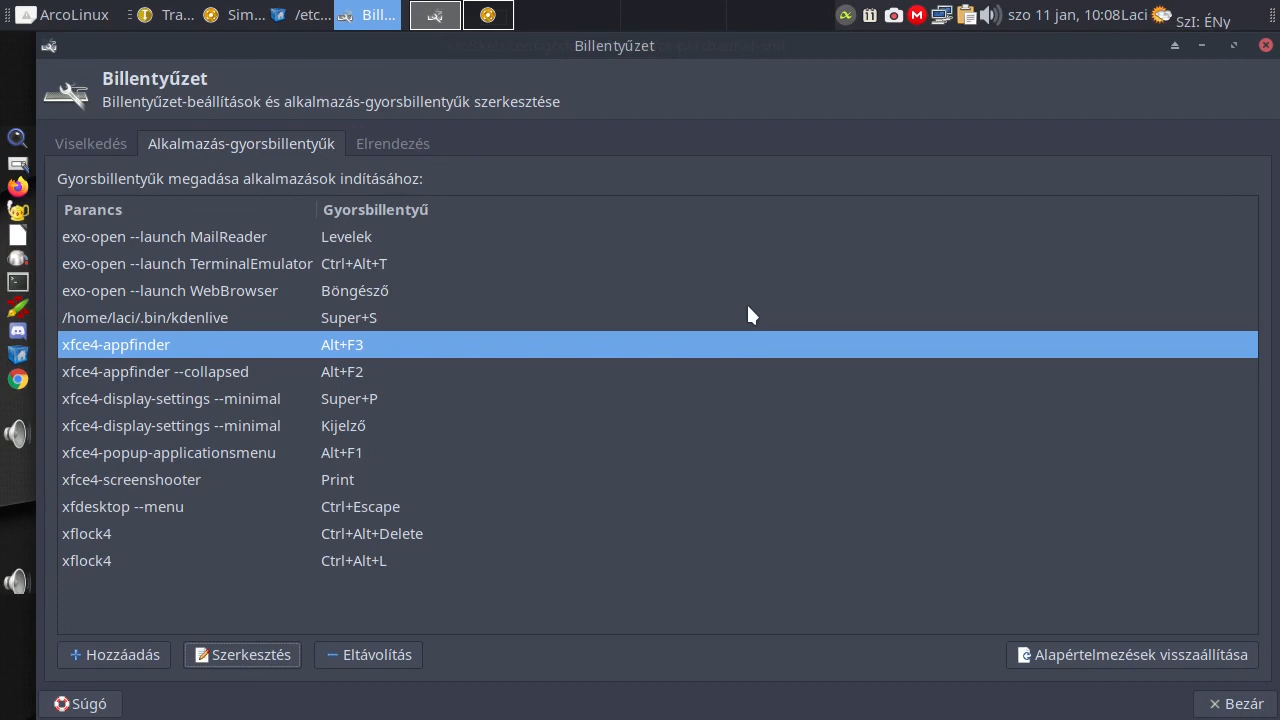 ArcoLinux
Tra...
Sim...
/etc...
Bill...
szo 11 jan, 10:08
Laci
SZI: ÉNy
Billentyűzet
Billentyűzet
Billentyűzet-beállítások és alkalmazás-gyorsbillentyűk szerkesztése
Viselkedés
Alkalmazás-gyorsbillentyűk
Elrendezés
Gyorsbillentyűk megadása alkalmazások indításához:
Parancs Gyorsbillentyű
exo-open --launch MailReader Levelek
exo-open --launch TerminalEmulator Ctrl+Alt+T
exo-open --launch WebBrowser Böngésző
/home/laci/.bin/kdenlive Super+S
xfce4-appfinder Alt+F3
xfce4-appfinder --collapsed Alt+F2
xfce4-display-settings --minimal Super+P
xfce4-display-settings --minimal Kijelző
xfce4-popup-applicationsmenu Alt+F1
xfce4-screenshooter Print
xfdesktop --menu Ctrl+Escape
xflock4 Ctrl+Alt+Delete
xflock4 Ctrl+Alt+L
Hozzáadás
Szerkesztés
Eltávolítás
Alapértelmezések visszaállítása
Súgó
Bezár